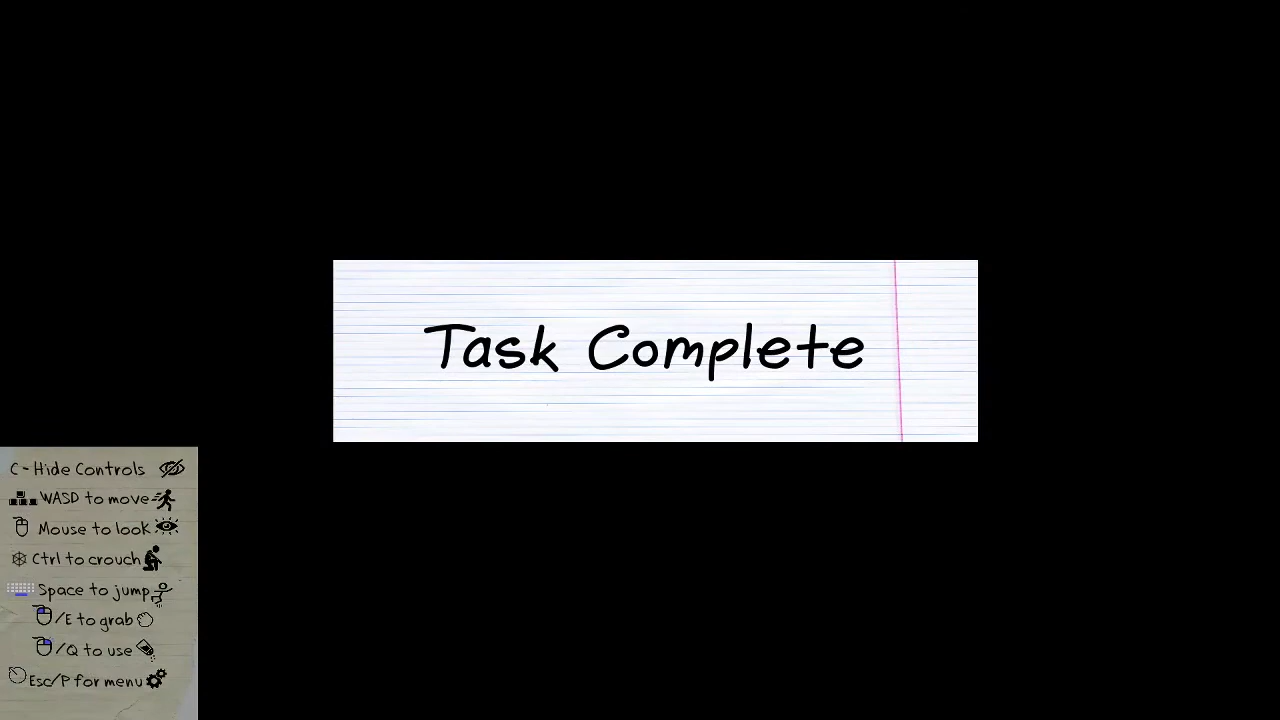 Task Complete
C - Hide Controls
WASD to move
Mouse to look
Ctrl to crouch
Space to jump
/E to grab
/Q to use
Esc/P for menu